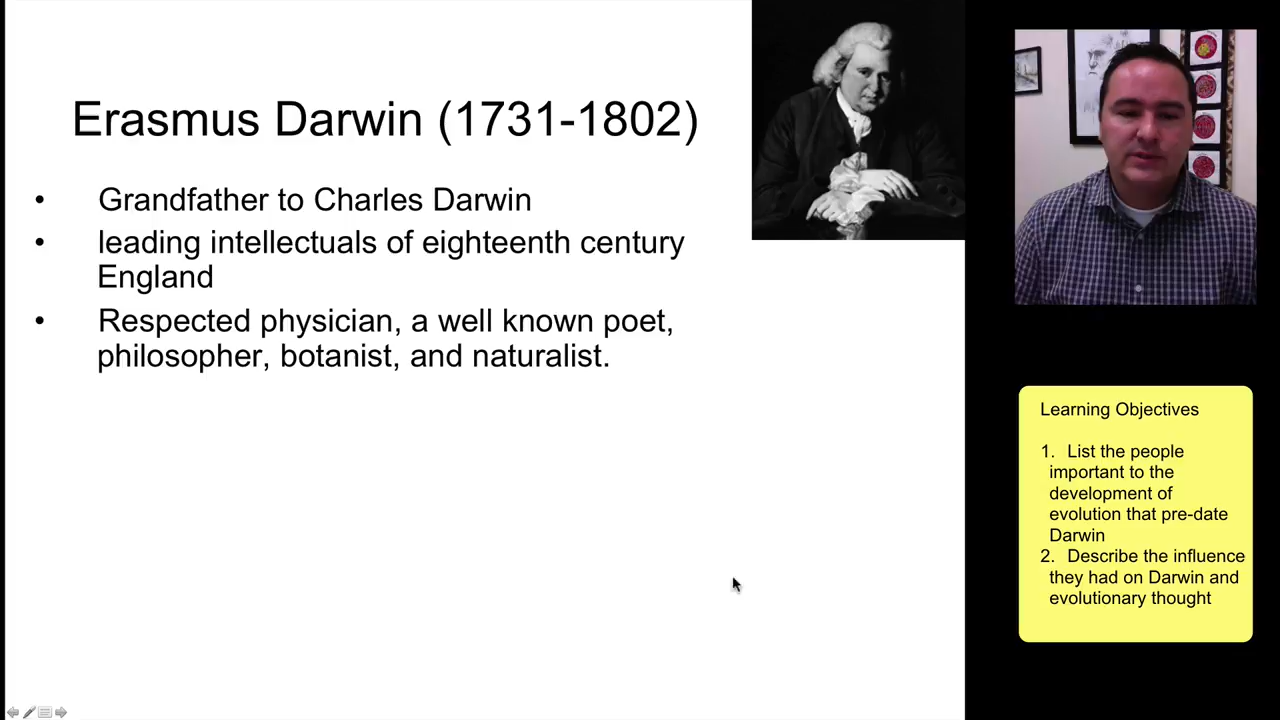 Erasmus Darwin (1731-1802)
• Grandfather to Charles Darwin
• leading intellectuals of eighteenth century
England
• Respected physician, a well known poet,
philosopher, botanist, and naturalist.
Learning Objectives
1. List the people
important to the
development of
evolution that pre-date
Darwin
2. Describe the influence
they had on Darwin and
evolutionary thought